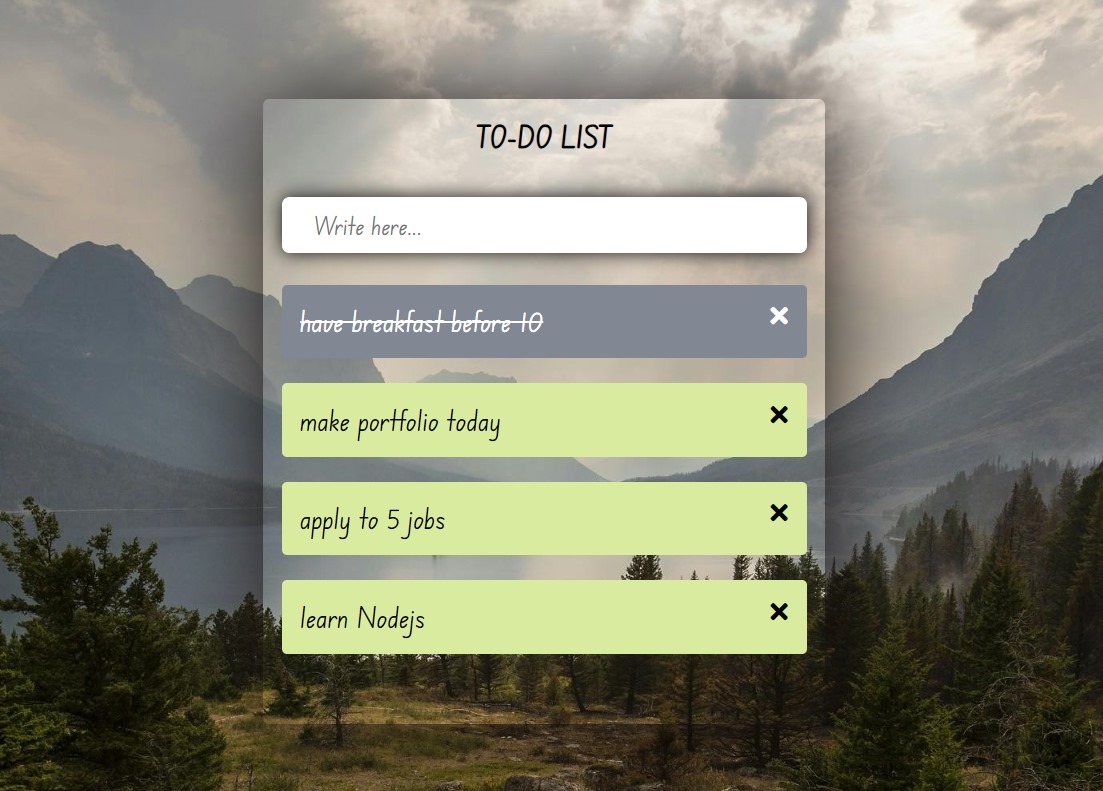 TO-DO LIST
Write here...
have breakfast before 10
make portfolio today
apply to 5 jobs
learn Nodejs